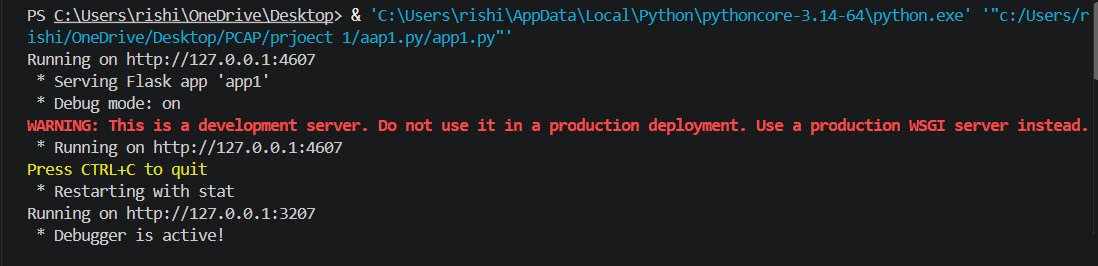 PS C:\Users\rishi\OneDrive\Desktop> & 'C:\Users\rishi\AppData\Local\Python\pythoncore-3.14-64\python.exe' '"c:/Users/r
ishi/OneDrive/Desktop/PCAP/prjoect 1/aap1.py/app1.py"'
Running on http://127.0.0.1:4607
 * Serving Flask app 'app1'
 * Debug mode: on
WARNING: This is a development server. Do not use it in a production deployment. Use a production WSGI server instead.
 * Running on http://127.0.0.1:4607
Press CTRL+C to quit
 * Restarting with stat
Running on http://127.0.0.1:3207
 * Debugger is active!